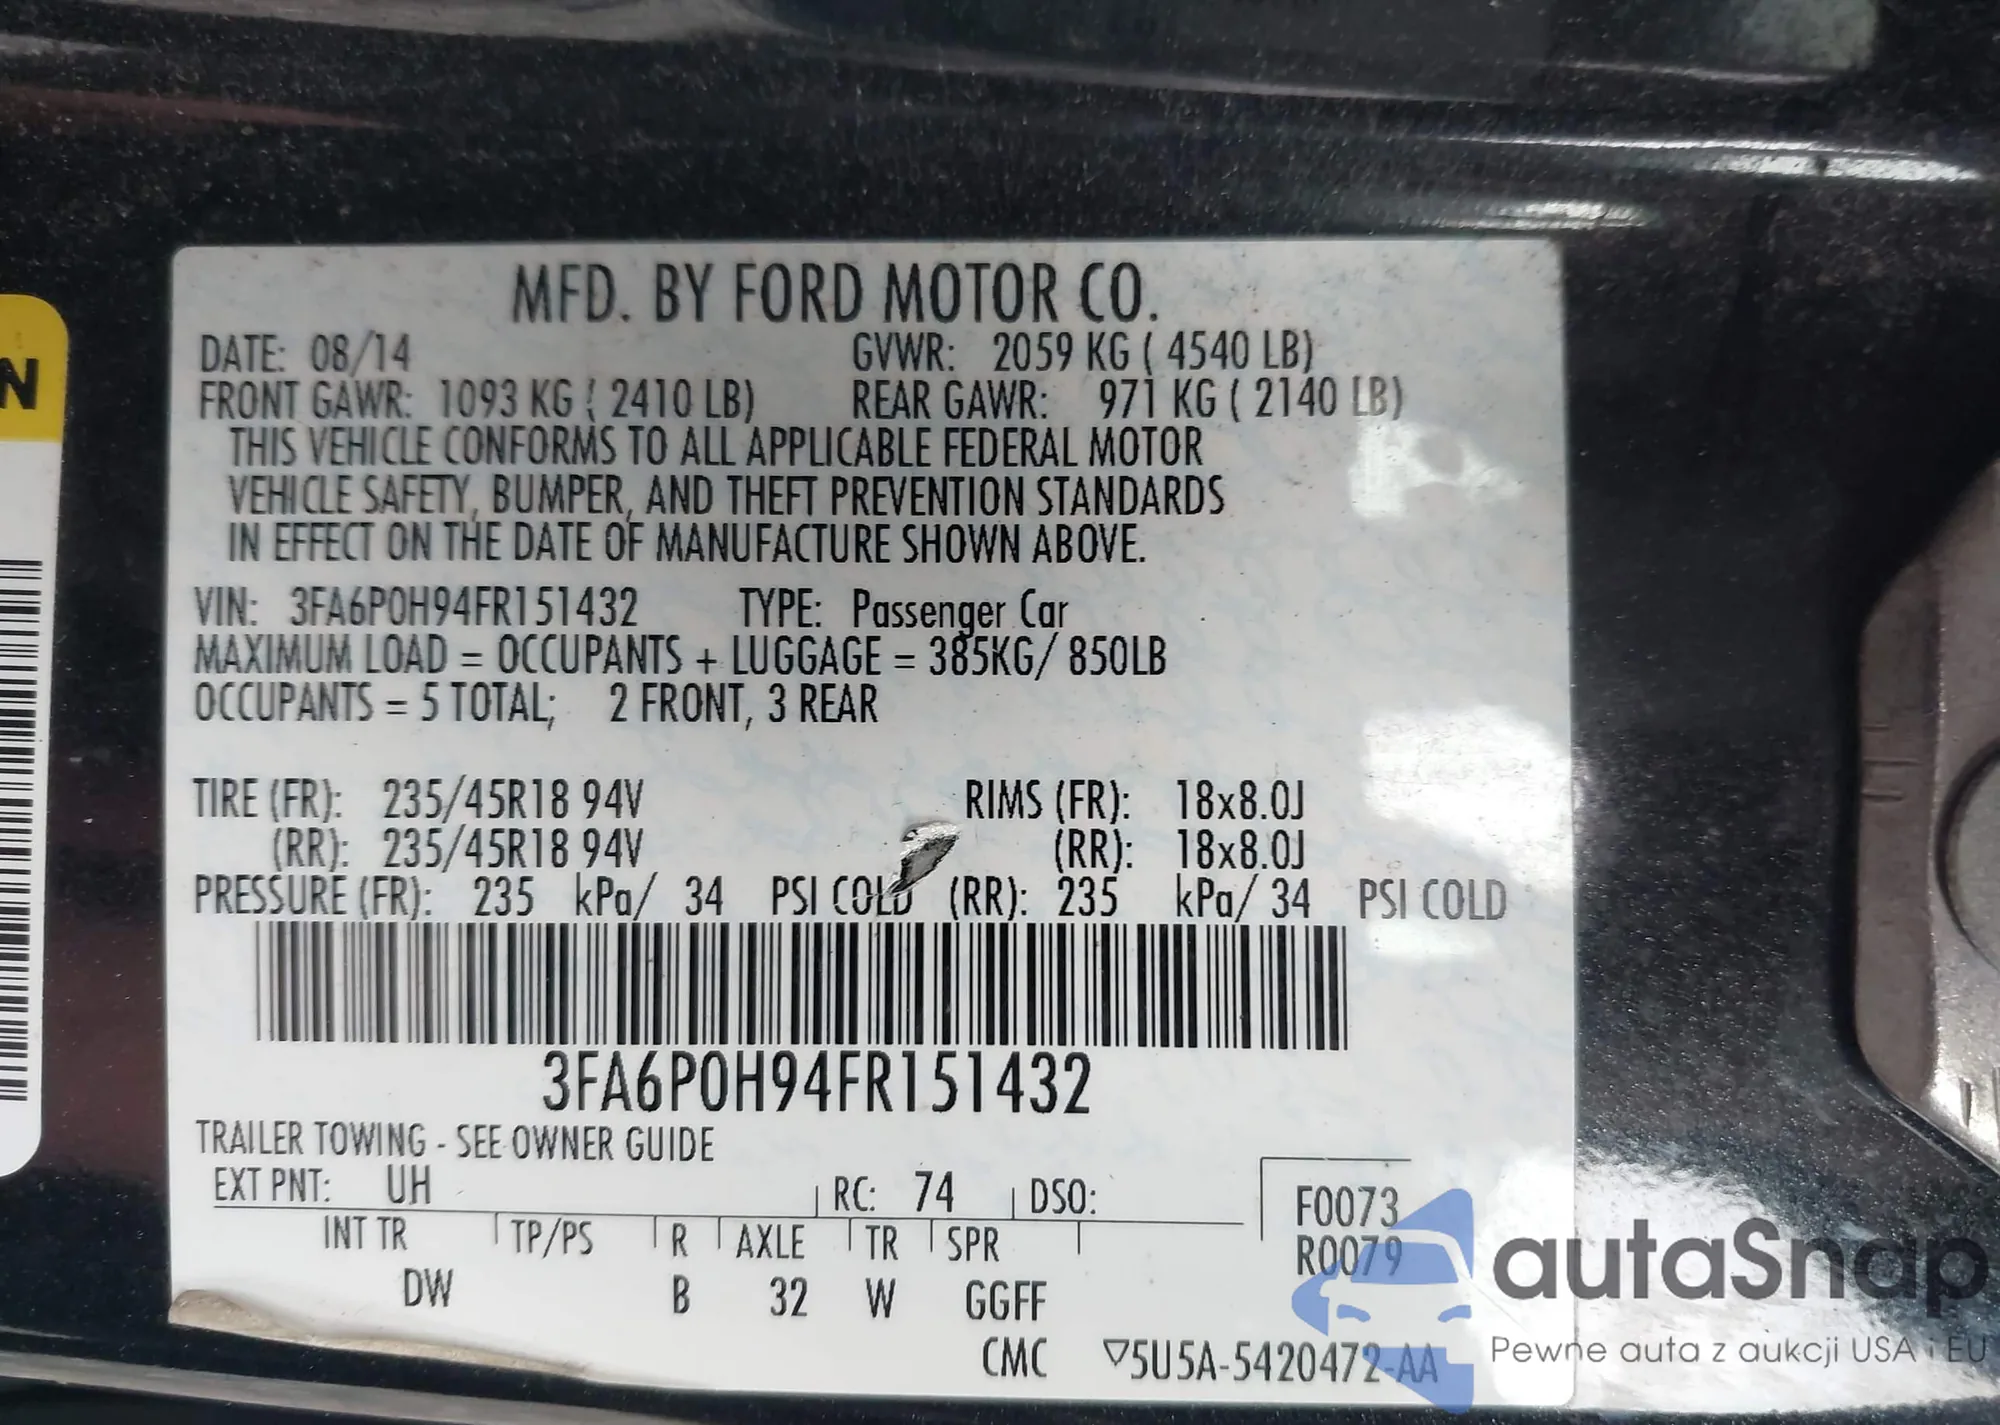 MFD. BY FORD MOTOR CO.
DATE: 08/14 GVWR: 2059 KG ( 4540 LB)
FRONT GAWR: 1093 KG ( 2410 LB) REAR GAWR: 971 KG ( 2140 LB)
THIS VEHICLE CONFORMS TO ALL APPLICABLE FEDERAL MOTOR
VEHICLE SAFETY, BUMPER, AND THEFT PREVENTION STANDARDS
IN EFFECT ON THE DATE OF MANUFACTURE SHOWN ABOVE.
VIN: 3FA6P0H94FR151432 TYPE: Passenger Car
MAXIMUM LOAD = OCCUPANTS + LUGGAGE = 385KG/ 850LB
OCCUPANTS = 5 TOTAL; 2 FRONT, 3 REAR
TIRE (FR): 235/45R18 94V RIMS (FR): 18x8.0J
(RR): 235/45R18 94V (RR): 18x8.0J
PRESSURE (FR): 235 kPa/ 34 PSI COLD (RR): 235 kPa/ 34 PSI COLD
3FA6P0H94FR151432
TRAILER TOWING - SEE OWNER GUIDE
EXT PNT: UH RC: 74 DSO: F0073
INT TR TP/PS R AXLE TR SPR R0079
DW B 32 W GGFF
CMC ▽5U5A-5420472-AA
N
autaSnap
Pewne auta z aukcji USA i EU